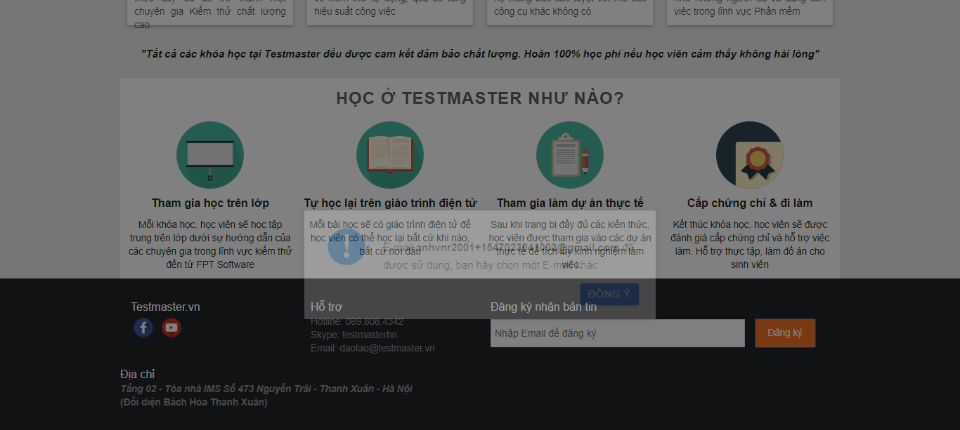 chuyên gia Kiểm thử chất lượng cao
hiệu suất công việc
công cụ khác không có.
việc trong lĩnh vực Phần mềm
"Tất cả các khóa học tại Testmaster đều được cam kết đảm bảo chất lượng. Hoàn 100% học phí nếu học viên cảm thấy không hài lòng"
HỌC Ở TESTMASTER NHƯ NÀO?
Tham gia học trên lớp
Mỗi khóa học, học viên sẽ học tập
trung trên lớp dưới sự hướng dẫn của
các chuyên gia trong lĩnh vực kiểm thử
đến từ FPT Software
Tự học lại trên giáo trình điện tử
Mỗi bài học sẽ có giáo trình điện tử để
học viên có thể học lại bất cứ khi nào,
bất cứ nơi đâu
Tham gia làm dự án thực tế
Sau khi trang bị đầy đủ các kiến thức,
học viên được tham gia vào các dự án
thực tế để tích lũy kinh nghiệm làm
việc.
Cấp chứng chỉ & đi làm
Kết thúc khóa học, học viên sẽ được
đánh giá cấp chứng chỉ và hỗ trợ việc
làm. Hỗ trợ thực tập, làm đồ án cho
sinh viên
được sử dụng, bạn hãy chọn một E-mail khác
ĐỒNG Ý
Testmaster.vn
Hỗ trợ
Hotline: 089.808.4342
Skype: testmasterhn
Email: daotao@testmaster.vn
Đăng ký nhận bản tin
Nhập Email để đăng ký
Đăng ký
Địa chỉ
Tầng 02 - Tòa nhà IMS Số 473 Nguyễn Trãi - Thanh Xuân - Hà Nội
(Đối diện Bách Hóa Thanh Xuân)